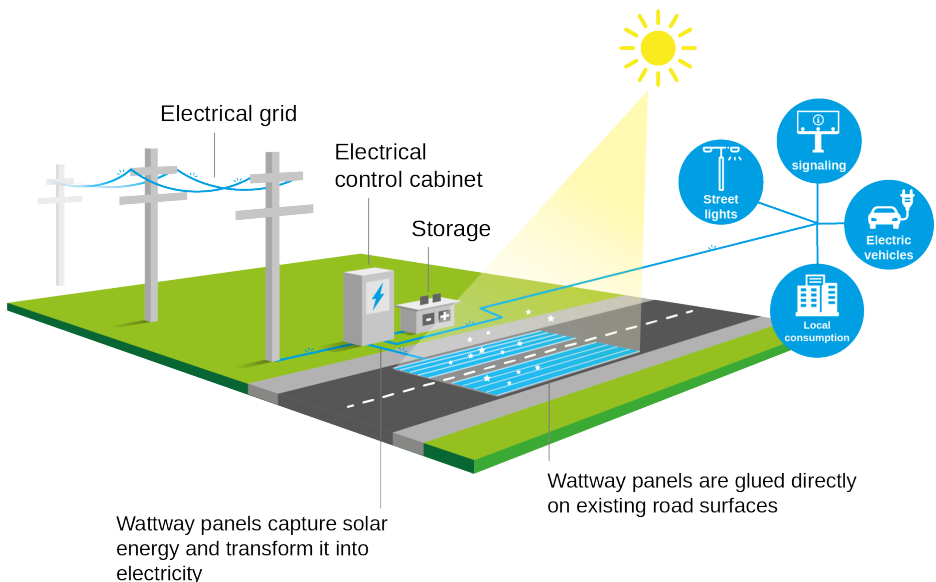 Electrical grid
Electrical
control cabinet
Storage
signaling
Street
lights
Electric
vehicles
Local
consumption
Wattway panels are glued directly
on existing road surfaces
Wattway panels capture solar
energy and transform it into
electricity